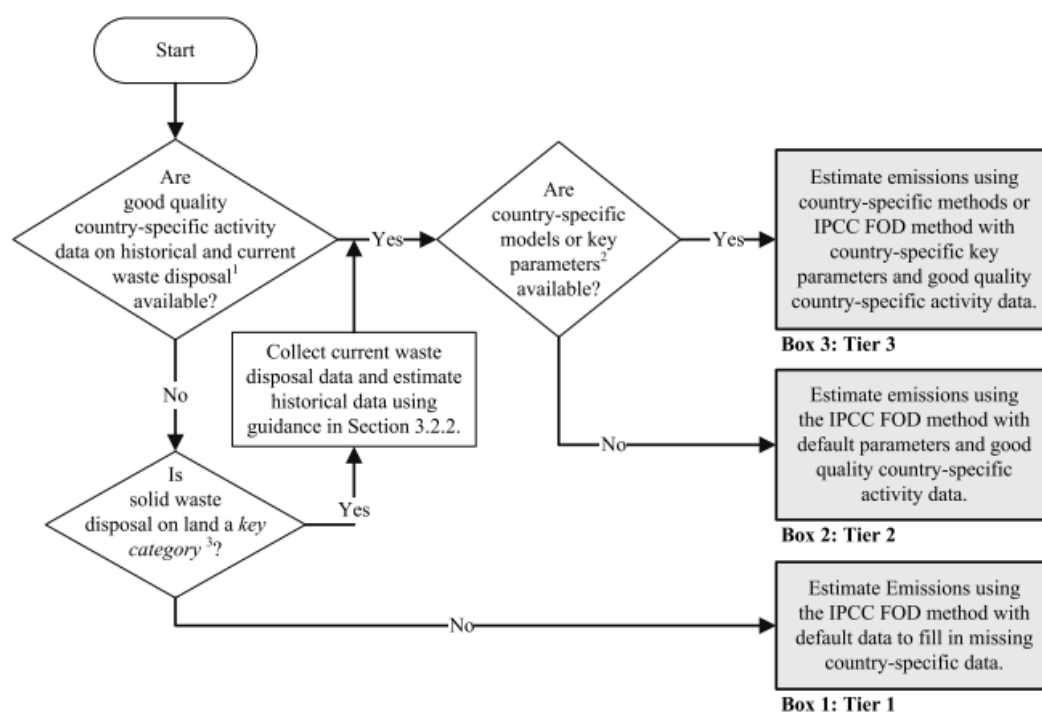 Start
Are
good quality
country-specific activity
data on historical and current
waste disposal¹
available?
Yes
Are
country-specific
models or key
parameters²
available?
Yes
Estimate emissions using
country-specific methods or
IPCC FOD method with
country-specific key
parameters and good quality
country-specific activity data.
Box 3: Tier 3
No
Collect current waste
disposal data and estimate
historical data using
guidance in Section 3.2.2.
No
Estimate emissions using
the IPCC FOD method with
default parameters and good
quality country-specific
activity data.
Box 2: Tier 2
Is
solid waste
disposal on land a key
category ³?
Yes
No
Estimate Emissions using
the IPCC FOD method with
default data to fill in missing
country-specific data.
Box 1: Tier 1